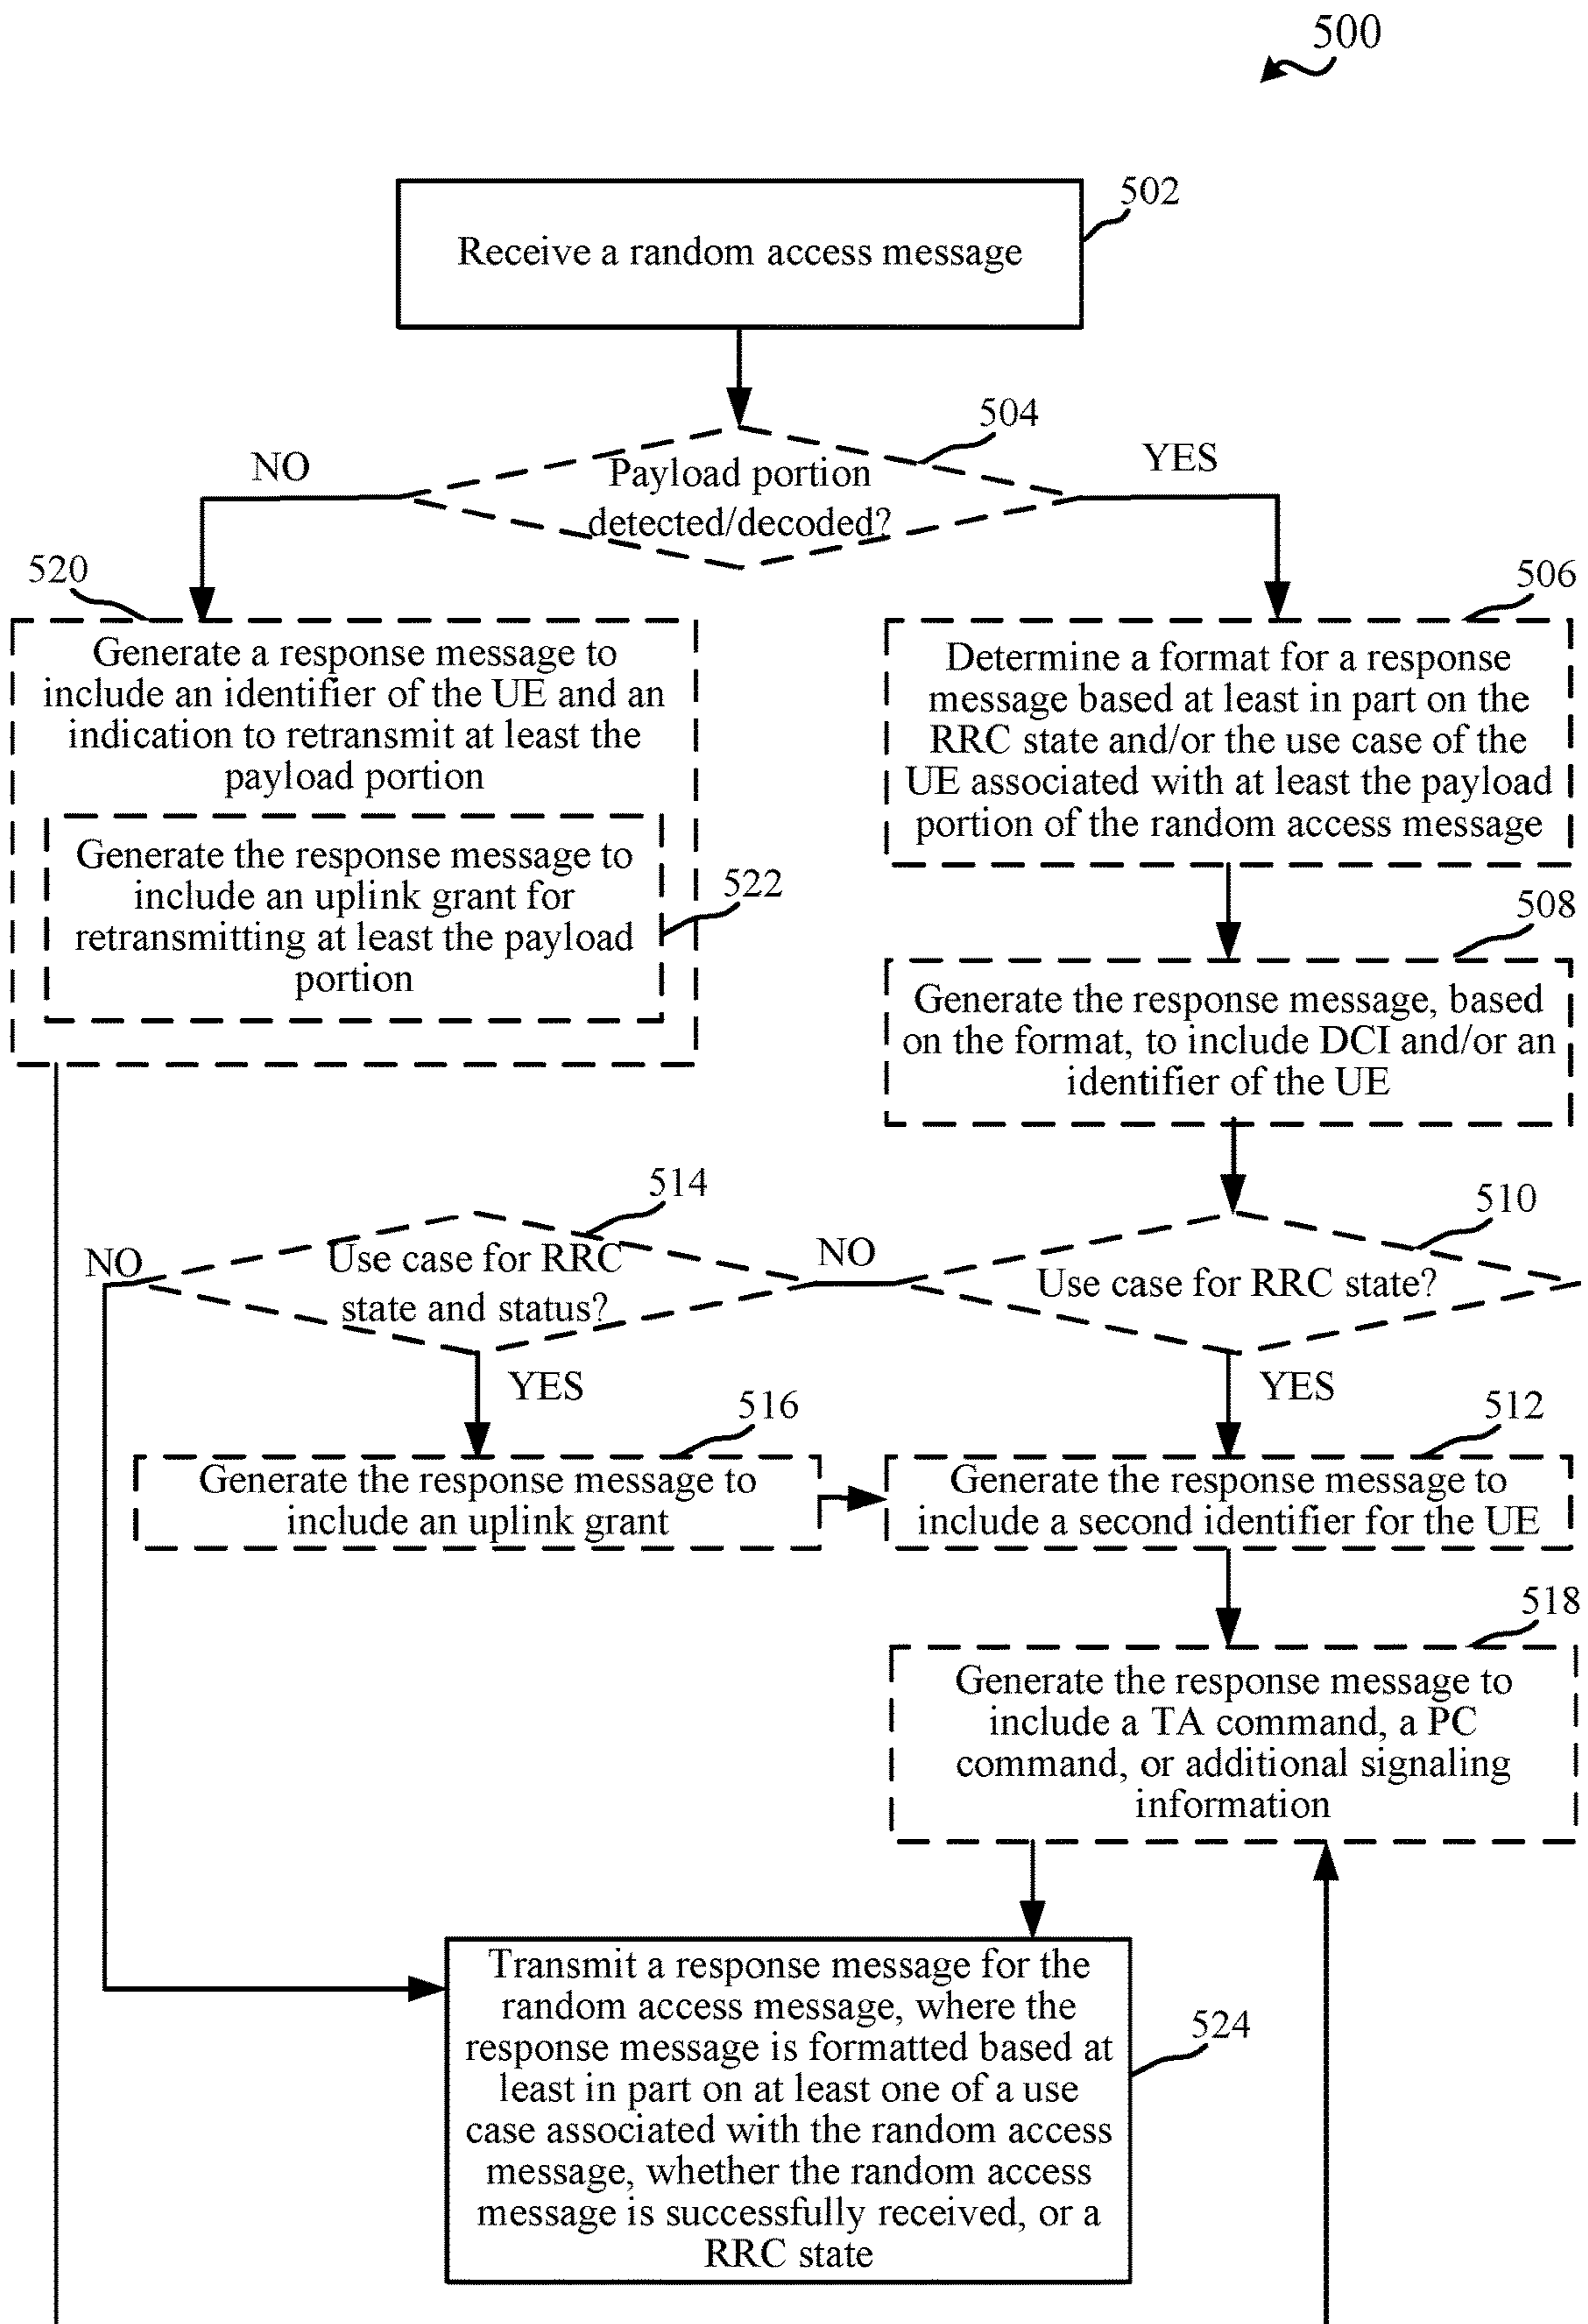 500
502
Receive a random access message
504
NO
YES
Payload portion
detected/decoded?
520
506
Generate a response message to
include an identifier of the UE and an
indication to retransmit at least the
payload portion
Generate the response message to
include an uplink grant for
retransmitting at least the payload
portion
522
Determine a format for a response
message based at least in part on the
RRC state and/or the use case of the
UE associated with at least the payload
portion of the random access message
508
Generate the response message, based
on the format, to include DCI and/or an
identifier of the UE
514
510
NO
Use case for RRC
state and status?
NO
Use case for RRC state?
YES
YES
516
512
Generate the response message to
include an uplink grant
Generate the response message to
include a second identifier for the UE
518
Generate the response message to
include a TA command, a PC
command, or additional signaling
information
Transmit a response message for the
random access message, where the
response message is formatted based at
least in part on at least one of a use
case associated with the random access
message, whether the random access
message is successfully received, or a
RRC state
524